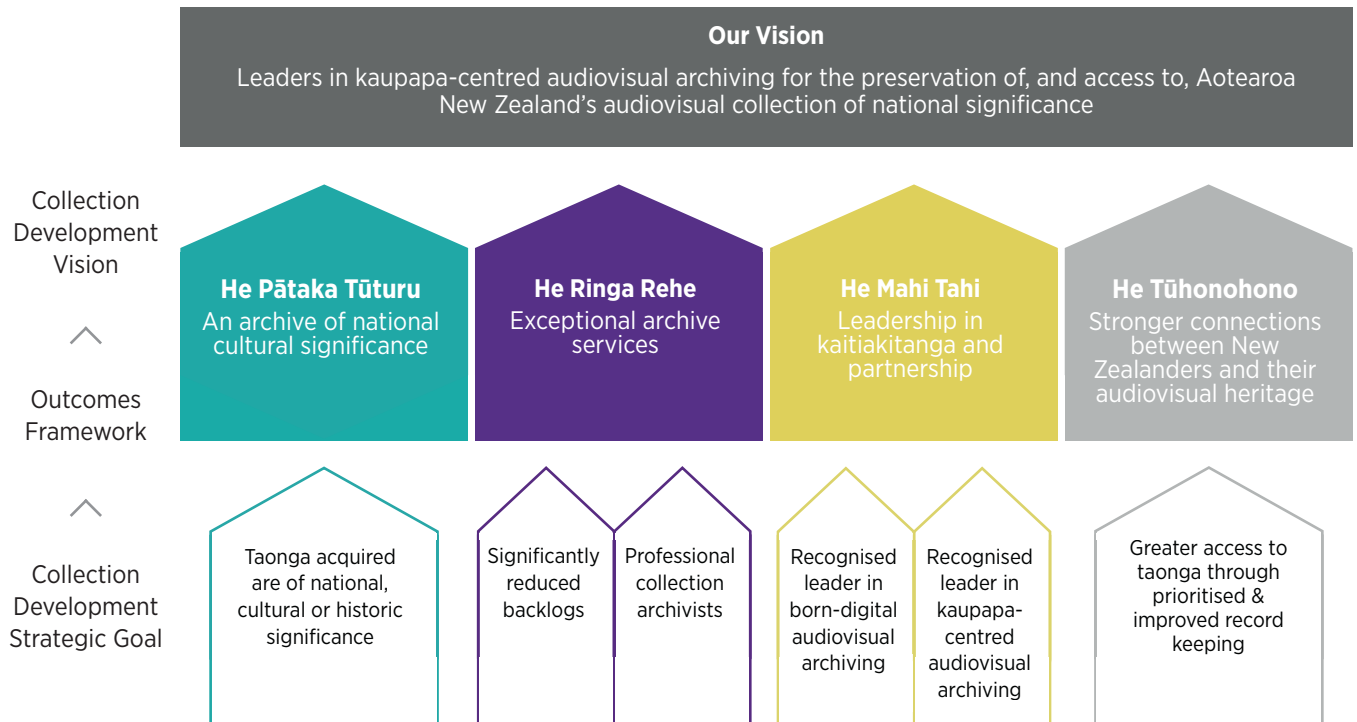 Our Vision
Leaders in kaupapa-centred audiovisual archiving for the preservation of, and access to, Aotearoa
New Zealand’s audiovisual collection of national significance
Collection
Development
Vision
He Pātaka Tūturu
An archive of national
cultural significance
He Ringa Rehe
Exceptional archive
services
He Mahi Tahi
Leadership in
kaitiakitanga and
partnership
He Tūhonohono
Stronger connections
between New
Zealanders and their
audiovisual heritage
Outcomes
Framework
Collection
Development
Strategic Goal
Taonga acquired
are of national,
cultural or historic
significance
Significantly
reduced
backlogs
Professional
collection
archivists
Recognised
leader in
born-digital
audiovisual
archiving
Recognised
leader in
kaupapa-
centred
audiovisual
archiving
Greater access to
taonga through
prioritised &
improved record
keeping